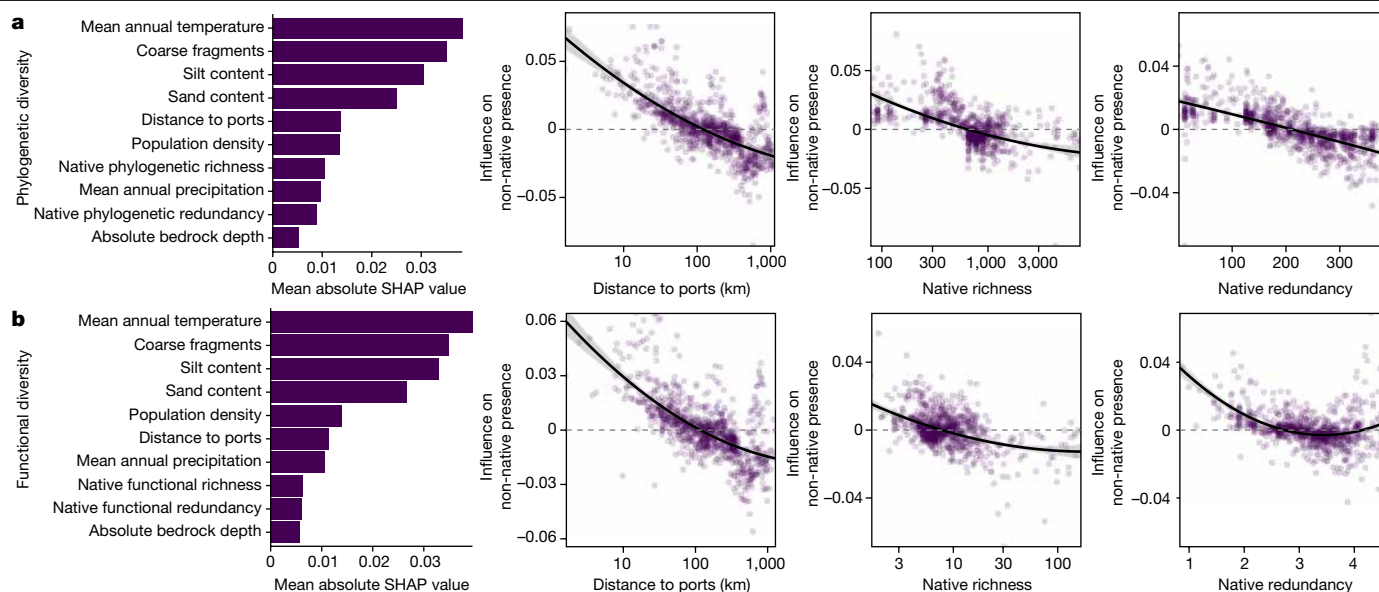 a
Phylogenetic diversity
Mean annual temperature
Coarse fragments
Silt content
Sand content
Distance to ports
Population density
Native phylogenetic richness
Mean annual precipitation
Native phylogenetic redundancy
Absolute bedrock depth
0 0.01 0.02 0.03
Mean absolute SHAP value
Influence on
non-native presence
0.05
0
−0.05
10 100 1,000
Distance to ports (km)
Influence on
non-native presence
0.05
0
−0.05
100 300 1,000 3,000
Native richness
Influence on
non-native presence
0.04
0
−0.04
100 200 300
Native redundancy
b
Functional diversity
Mean annual temperature
Coarse fragments
Silt content
Sand content
Population density
Distance to ports
Mean annual precipitation
Native functional richness
Native functional redundancy
Absolute bedrock depth
0 0.01 0.02 0.03
Mean absolute SHAP value
Influence on
non-native presence
0.06
0.03
0
−0.03
−0.06
10 100 1,000
Distance to ports (km)
Influence on
non-native presence
0.04
0
−0.04
3 10 30 100
Native richness
Influence on
non-native presence
0.04
0
−0.04
1 2 3 4
Native redundancy